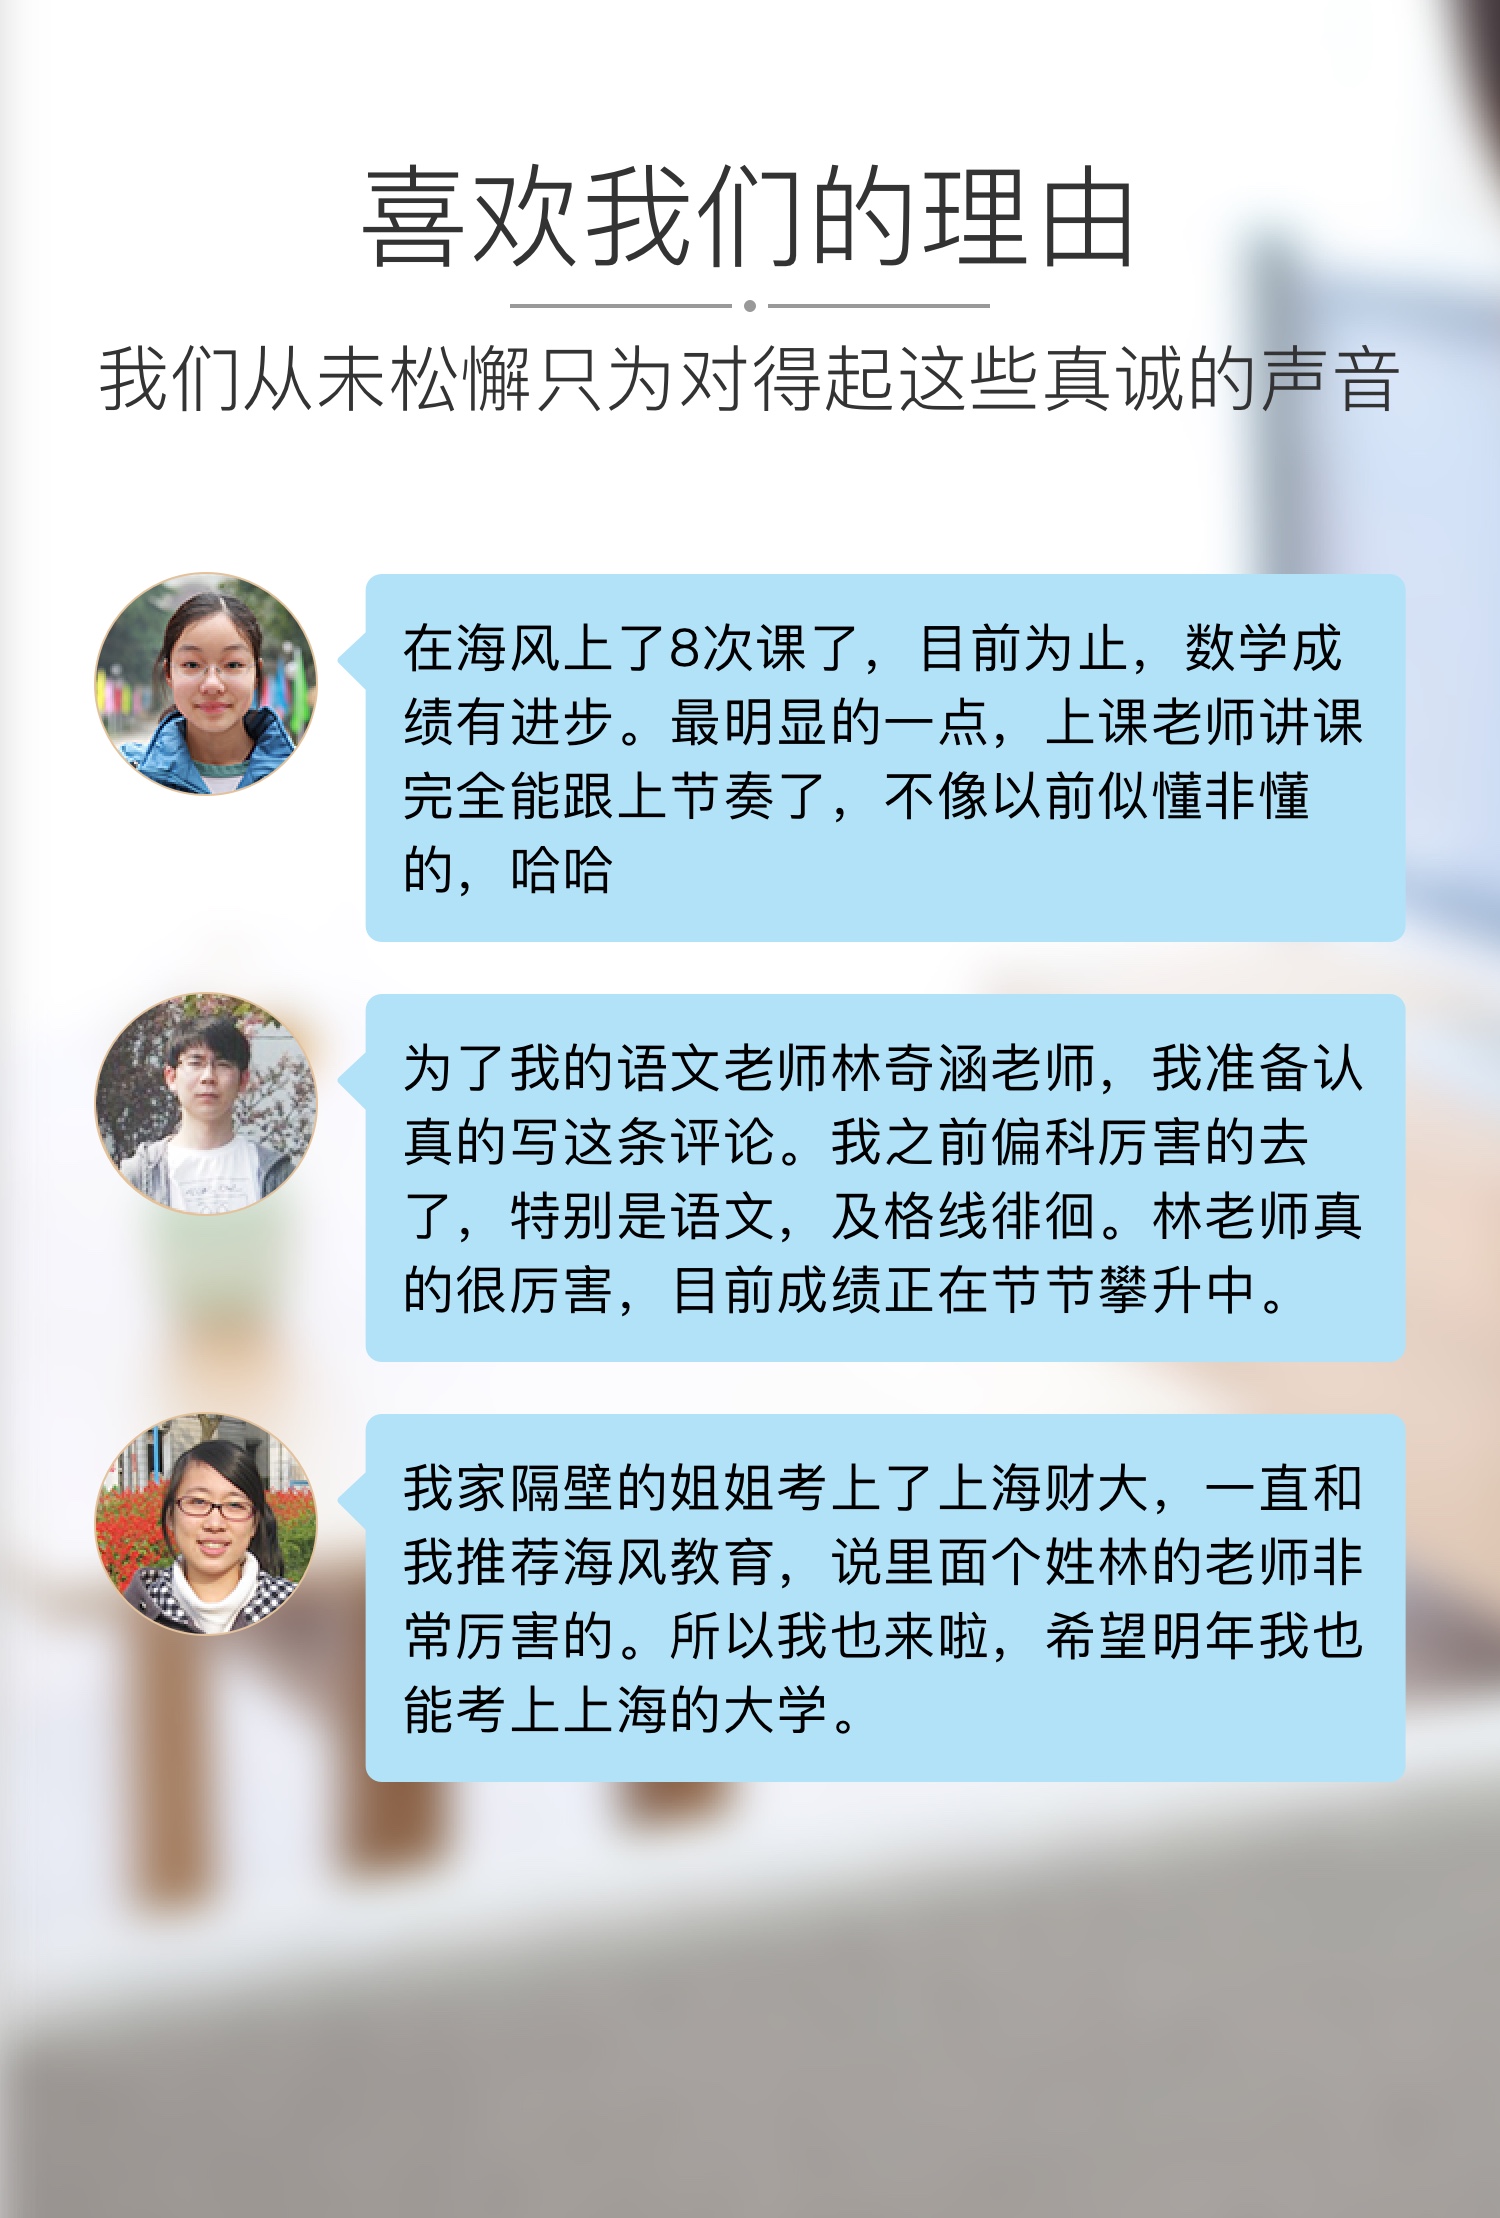 喜欢我们的理由
我们从未松懈只为对得起这些真诚的声音
在海风上了8次课了，目前为止，数学成
绩有进步。最明显的一点，上课老师讲课
完全能跟上节奏了，不像以前似懂非懂
的，哈哈
为了我的语文老师林奇涵老师，我准备认
真的写这条评论。我之前偏科厉害的去
了，特别是语文，及格线徘徊。林老师真
的很厉害，目前成绩正在节节攀升中。
我家隔壁的姐姐考上了上海财大，一直和
我推荐海风教育，说里面个姓林的老师非
常厉害的。所以我也来啦，希望明年我也
能考上上海的大学。